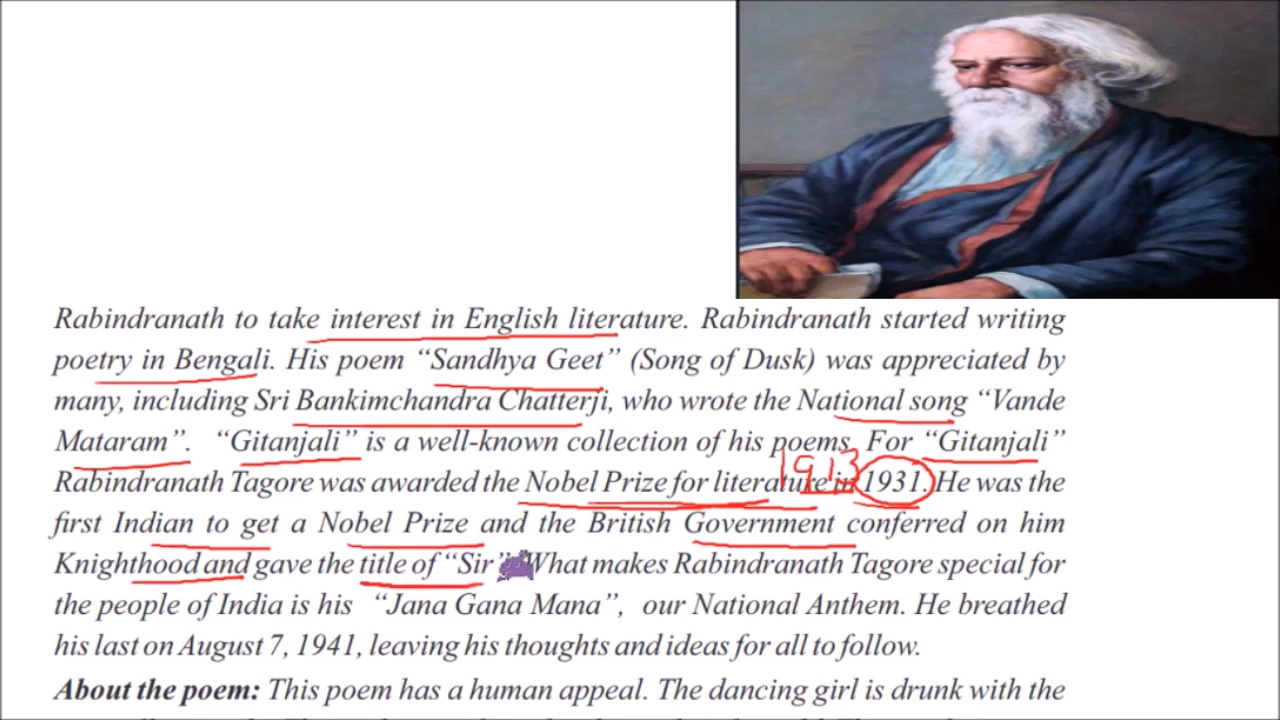 Rabindranath to take interest in English literature. Rabindranath started writing
poetry in Bengali. His poem “Sandhya Geet” (Song of Dusk) was appreciated by
many, including Sri Bankimchandra Chatterji, who wrote the National song “Vande
Mataram”. “Gitanjali” is a well-known collection of his poems. For “Gitanjali”
1913
Rabindranath Tagore was awarded the Nobel Prize for literature in 1931. He was the
first Indian to get a Nobel Prize and the British Government conferred on him
Knighthood and gave the title of “Sir”. What makes Rabindranath Tagore special for
the people of India is his “Jana Gana Mana”, our National Anthem. He breathed
his last on August 7, 1941, leaving his thoughts and ideas for all to follow.
About the poem: This poem has a human appeal. The dancing girl is drunk with the